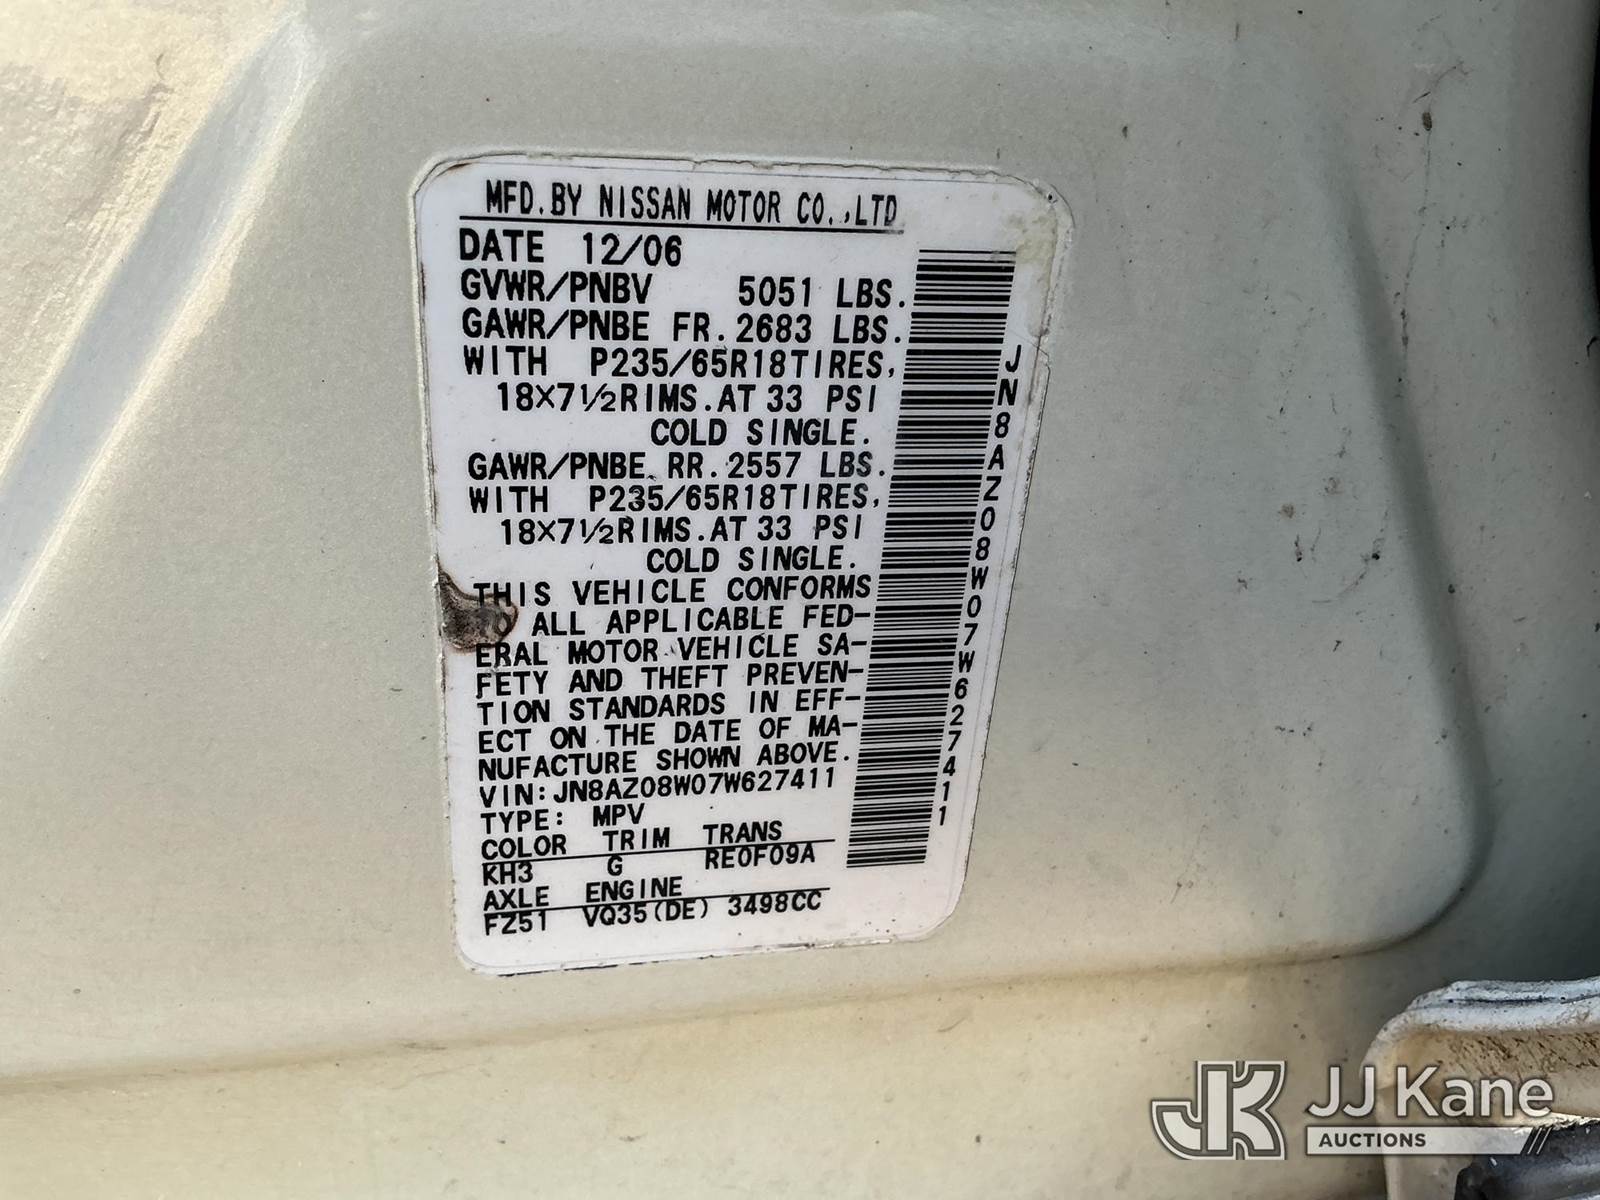 MFD.BY NISSAN MOTOR CO.,LTD
DATE 12/06
GVWR/PNBV 5051 LBS.
GAWR/PNBE FR. 2683 LBS.
WITH P235/65R18TIRES,
18×7½RIMS.AT 33 PSI
COLD SINGLE.
GAWR/PNBE RR. 2557 LBS.
WITH P235/65R18TIRES,
18×7½RIMS.AT 33 PSI
COLD SINGLE.
THIS VEHICLE CONFORMS
ALL APPLICABLE FED-
ERAL MOTOR VEHICLE SA-
FETY AND THEFT PREVEN-
TION STANDARDS IN EFF-
ECT ON THE DATE OF MA-
NUFACTURE SHOWN ABOVE.
VIN:JN8AZ08W07W627411
TYPE: MPV
COLOR TRIM TRANS
KH3 G RE0F09A
AXLE ENGINE
FZ51 VQ35(DE) 3498CC
JN8AZ08W07W627411
JK
JJ Kane
AUCTIONS